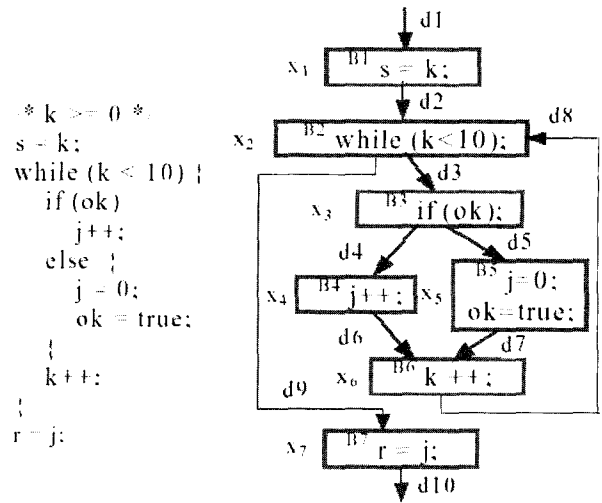 /* k >= 0 */
s = k;
while (k < 10) {
if (ok)
j++;
else {
j = 0;
ok = true;
}
k++;
}
r = j;
d1
x1 B1 s = k;
d2
d8
x2 B2 while (k<10);
d3
x3 B3 if (ok);
d4
d5
x4 B4 j++;
x5 B5 j=0;
ok=true;
d6
d7
x6 B6 k ++;
d9
x7 B7 r = j;
d10